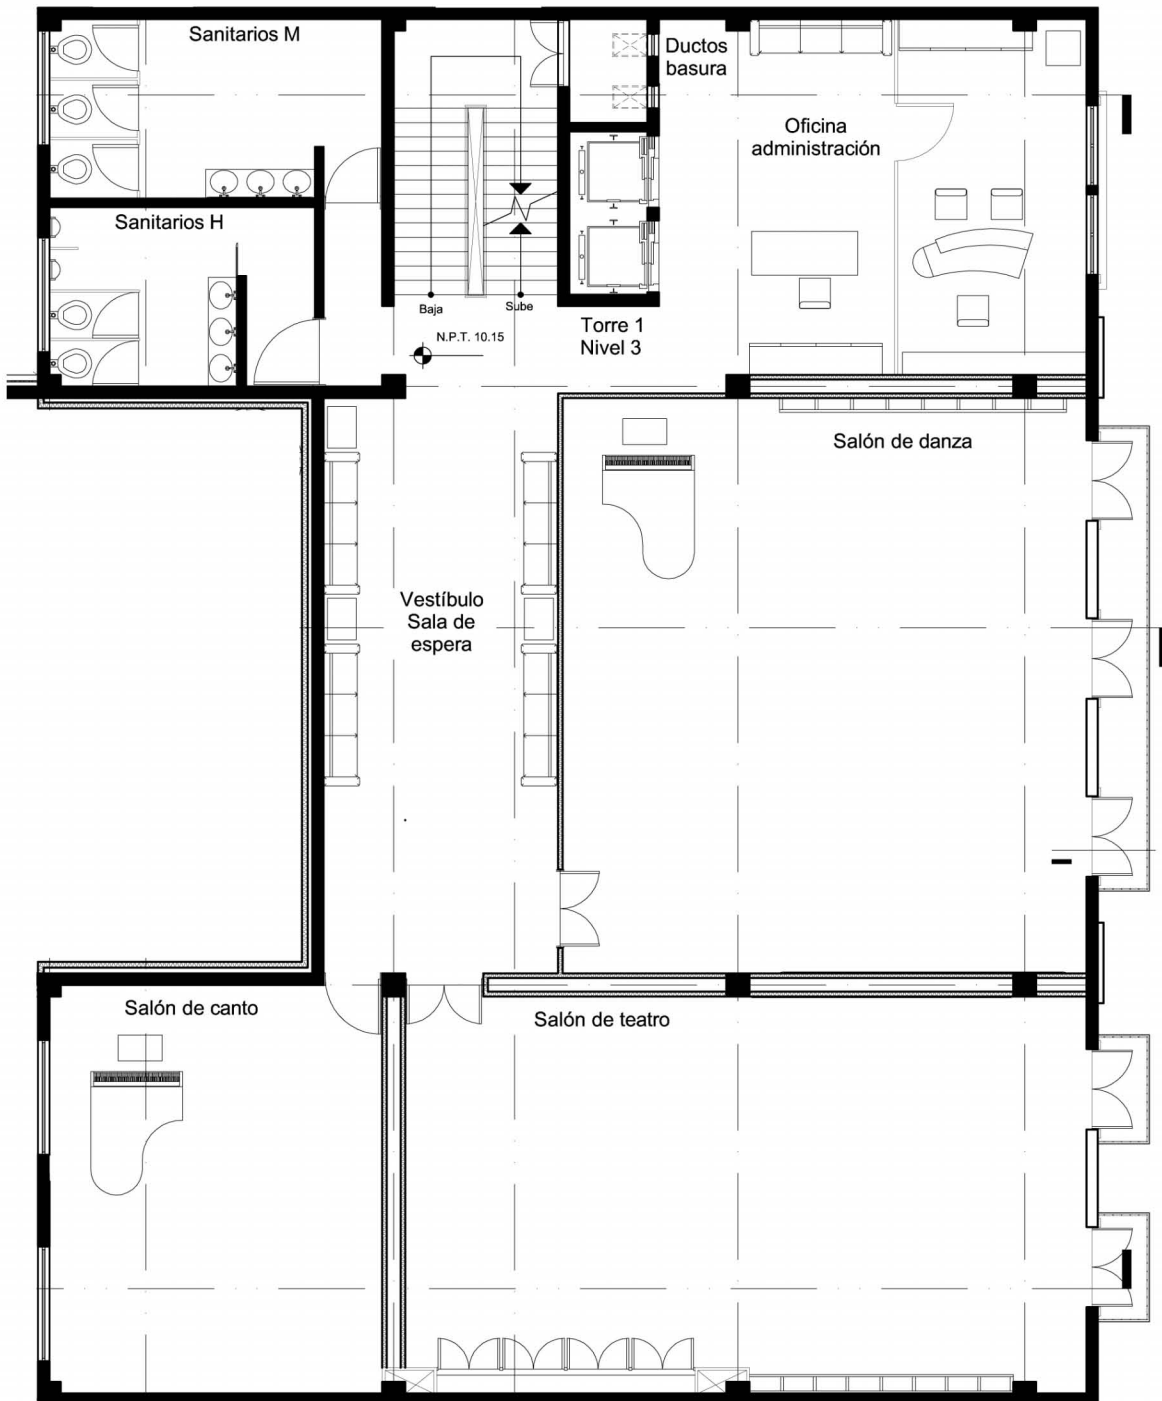 Sanitarios M
Ductos
basura
Oficina
administración
Sanitarios H
Baja
Sube
N.P.T. 10.15
Torre 1
Nivel 3
Salón de danza
Vestíbulo
Sala de
espera
Salón de canto
Salón de teatro